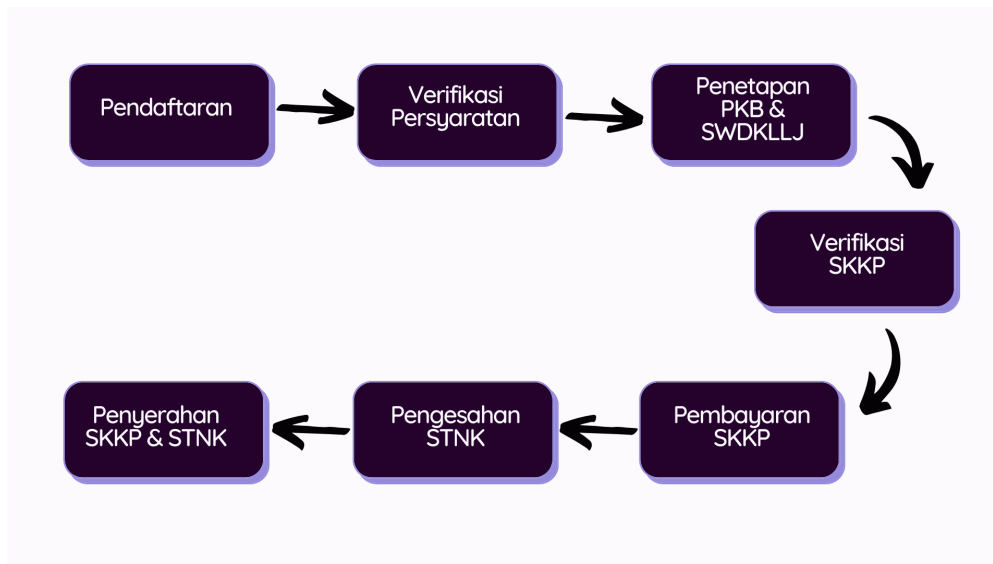 Pendaftaran
Verifikasi
Persyaratan
Penetapan
PKB &
SWDKLLJ
Verifikasi
SKKP
Pembayaran
SKKP
Pengesahan
STNK
Penyerahan
SKKP & STNK